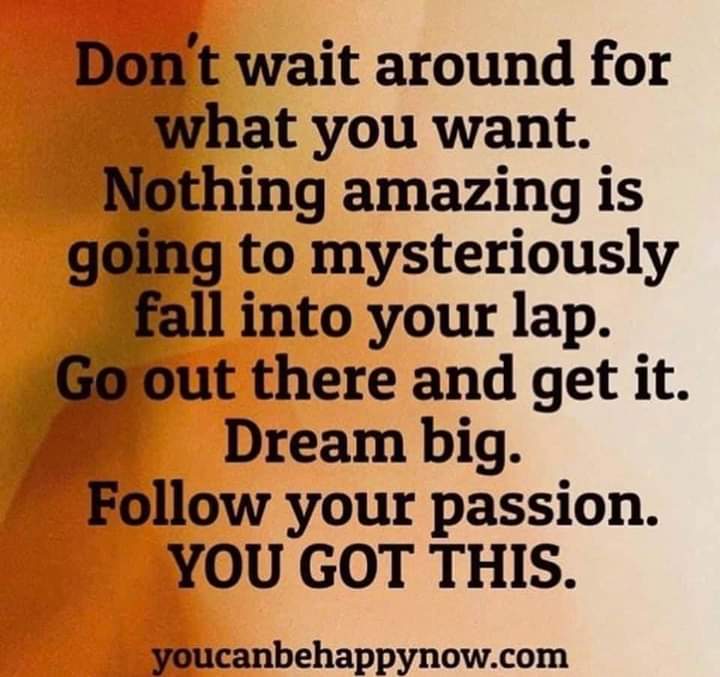 Don't wait around for
what you want.
Nothing amazing is
going to mysteriously
fall into your lap.
Go out there and get it.
Dream big.
Follow your passion.
YOU GOT THIS.
youcanbehappynow.com